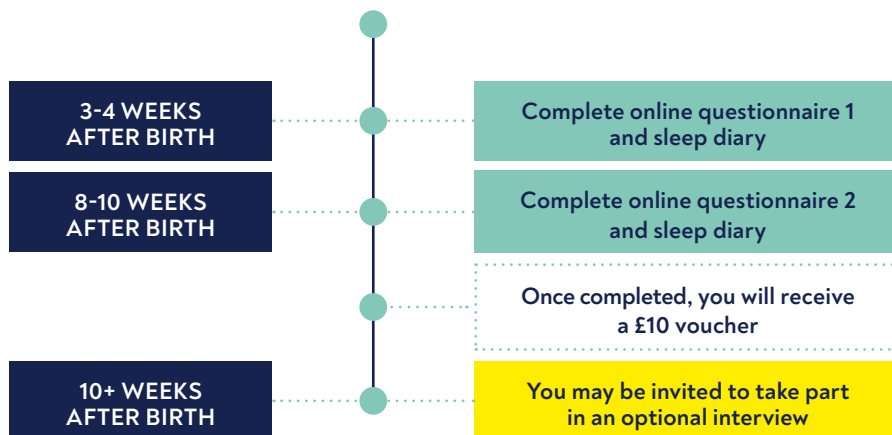 3-4 WEEKS
AFTER BIRTH
Complete online questionnaire 1
and sleep diary
8-10 WEEKS
AFTER BIRTH
Complete online questionnaire 2
and sleep diary
Once completed, you will receive
a £10 voucher
10+ WEEKS
AFTER BIRTH
You may be invited to take part
in an optional interview